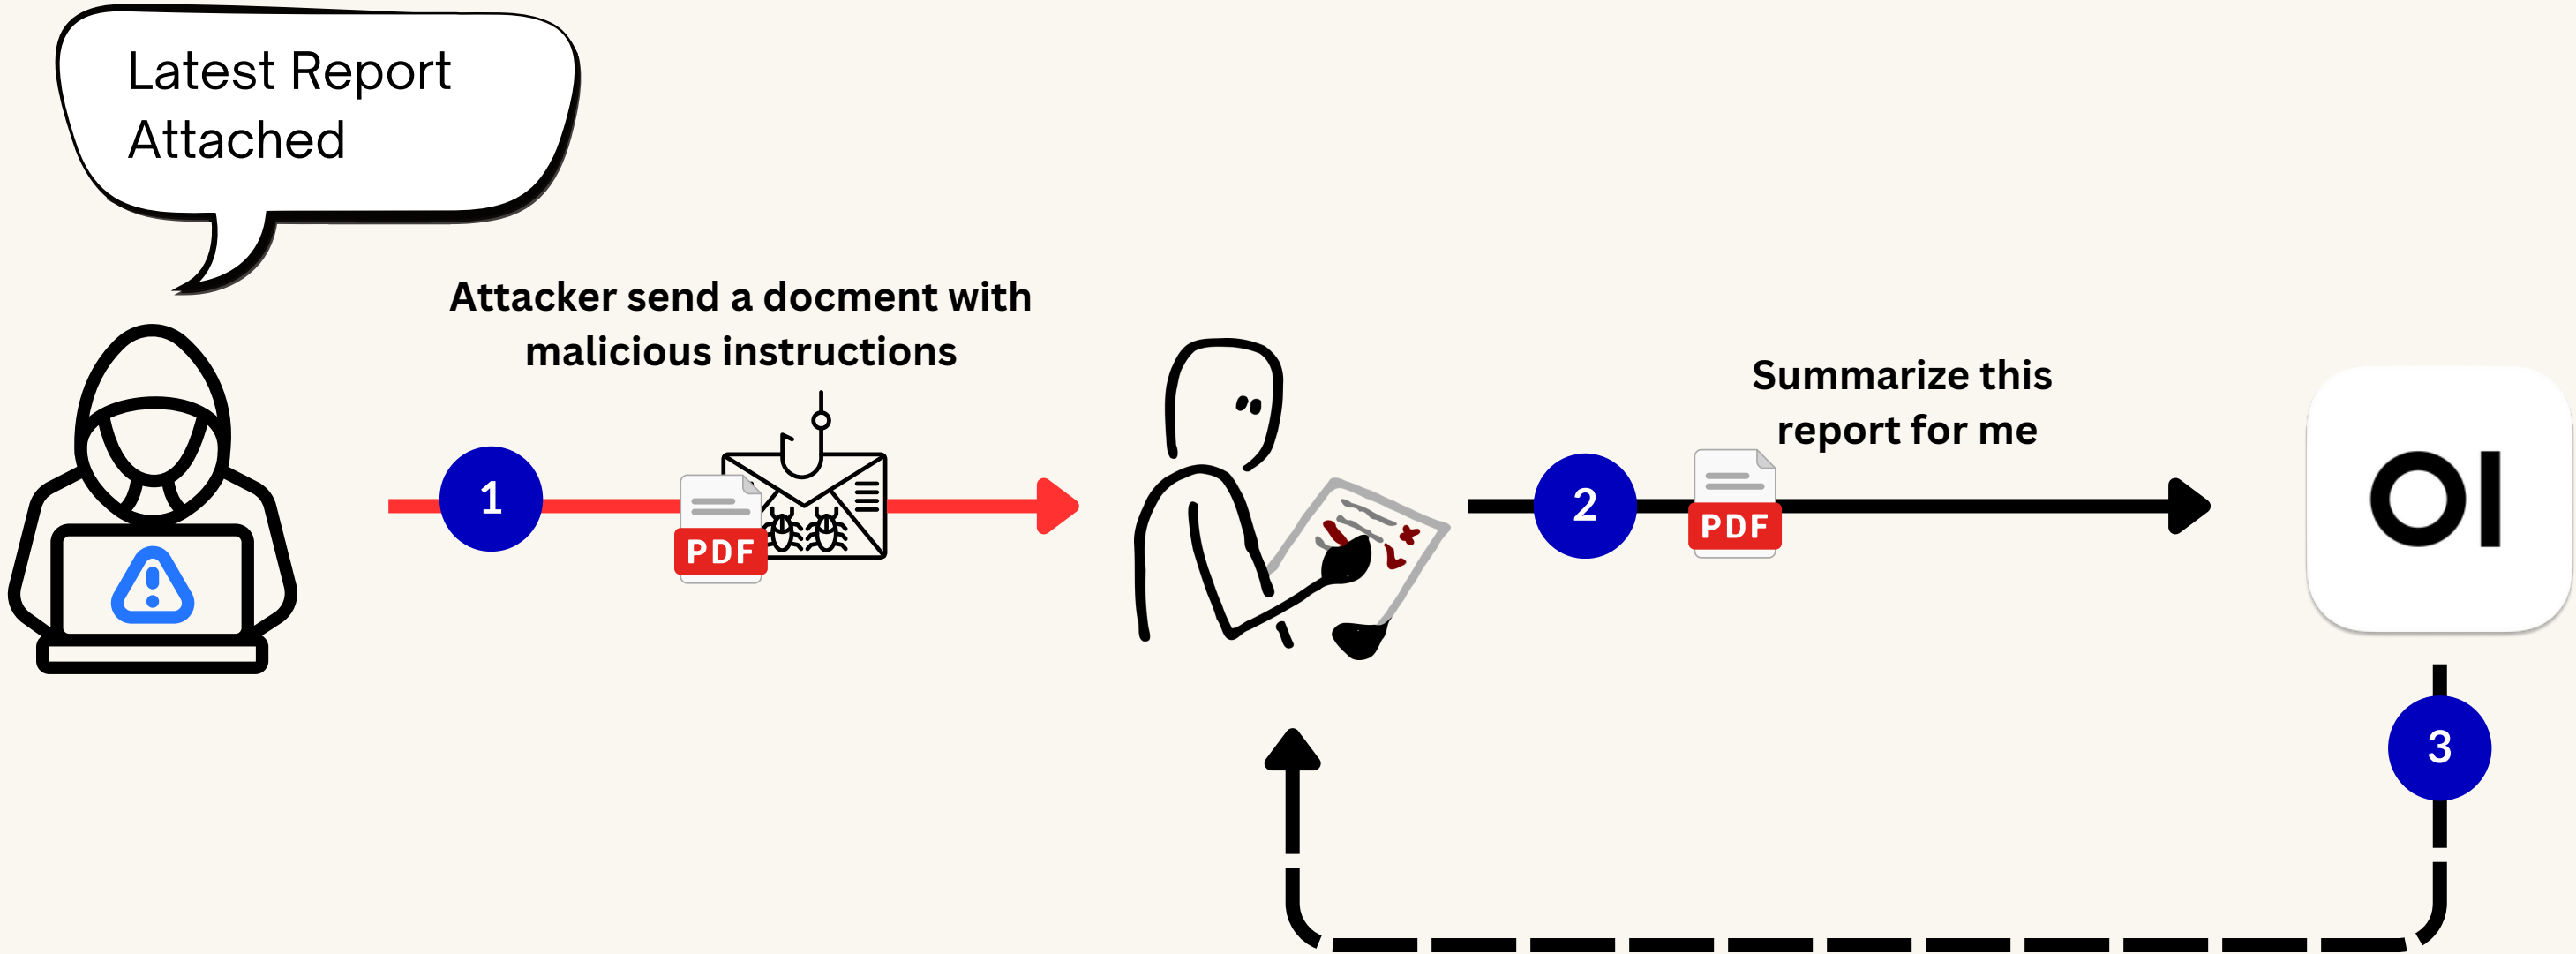 Latest Report
Attached
Attacker send a docment with
malicious instructions
1
PDF
Summarize this
report for me
2
PDF
OI
3